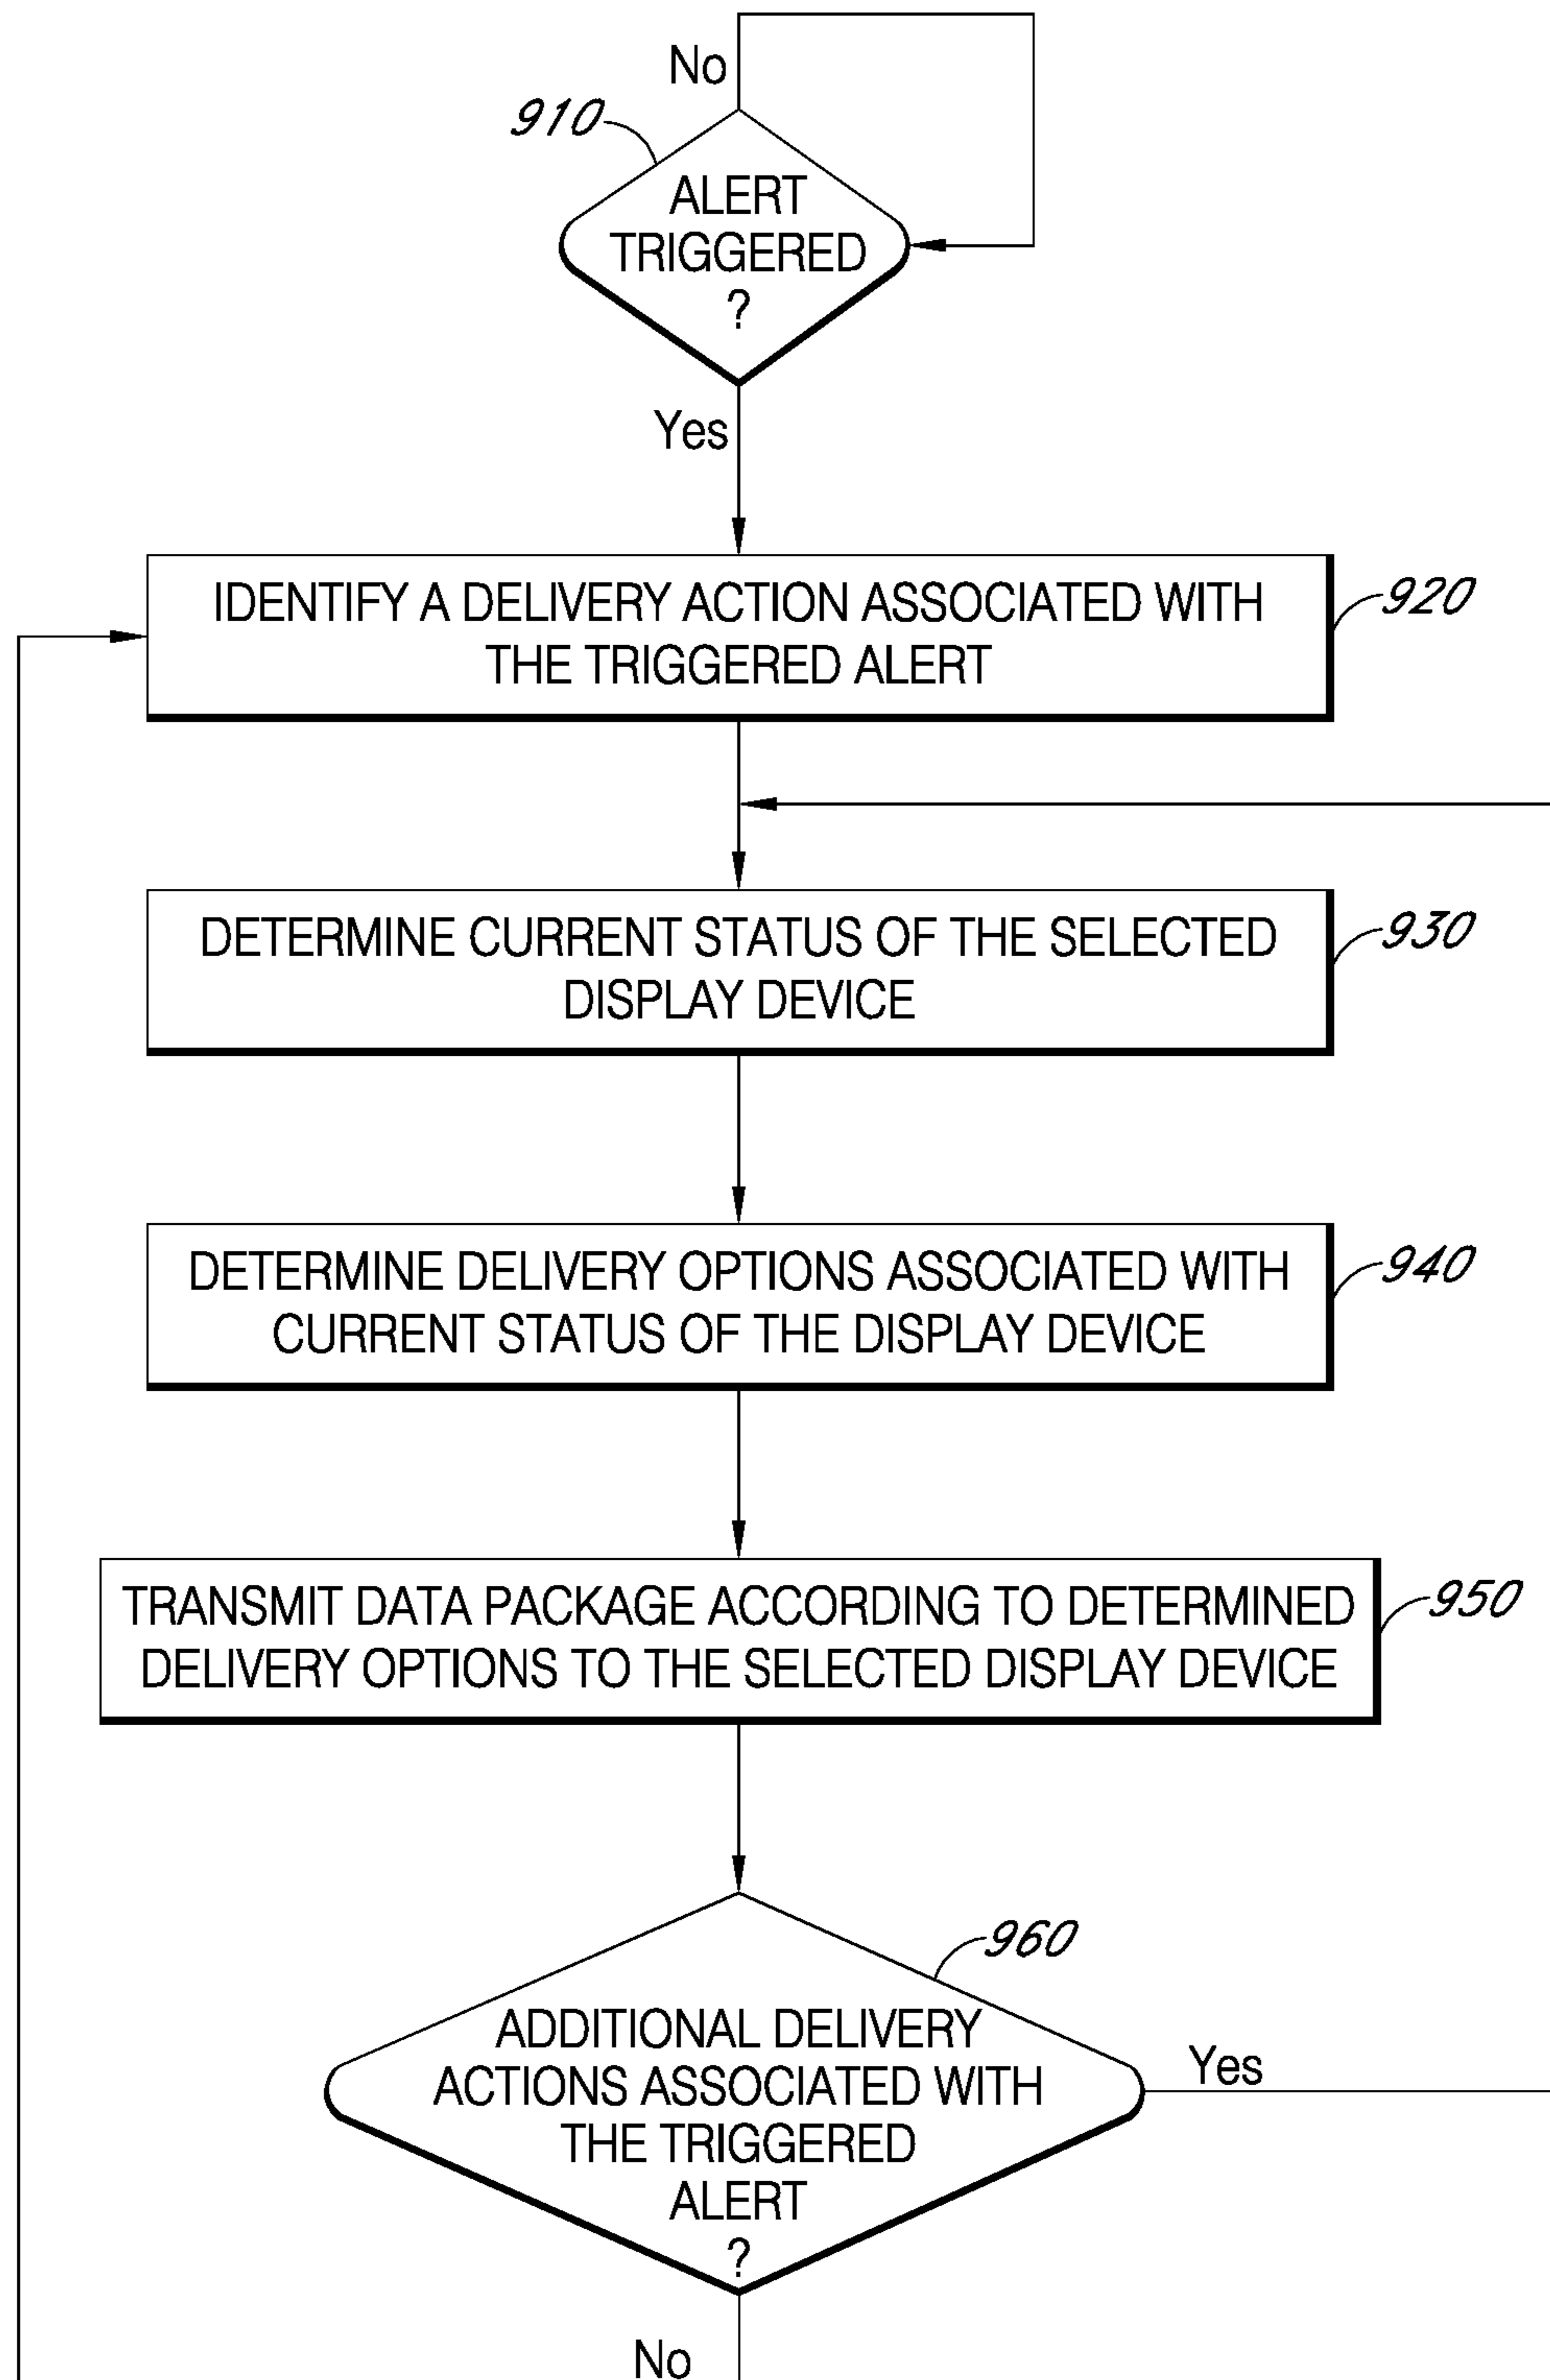 No
910
ALERT
TRIGGERED
?
Yes
IDENTIFY A DELIVERY ACTION ASSOCIATED WITH
THE TRIGGERED ALERT
920
DETERMINE CURRENT STATUS OF THE SELECTED
DISPLAY DEVICE
930
DETERMINE DELIVERY OPTIONS ASSOCIATED WITH
CURRENT STATUS OF THE DISPLAY DEVICE
940
TRANSMIT DATA PACKAGE ACCORDING TO DETERMINED
DELIVERY OPTIONS TO THE SELECTED DISPLAY DEVICE
950
960
ADDITIONAL DELIVERY
ACTIONS ASSOCIATED WITH
THE TRIGGERED
ALERT
?
Yes
No